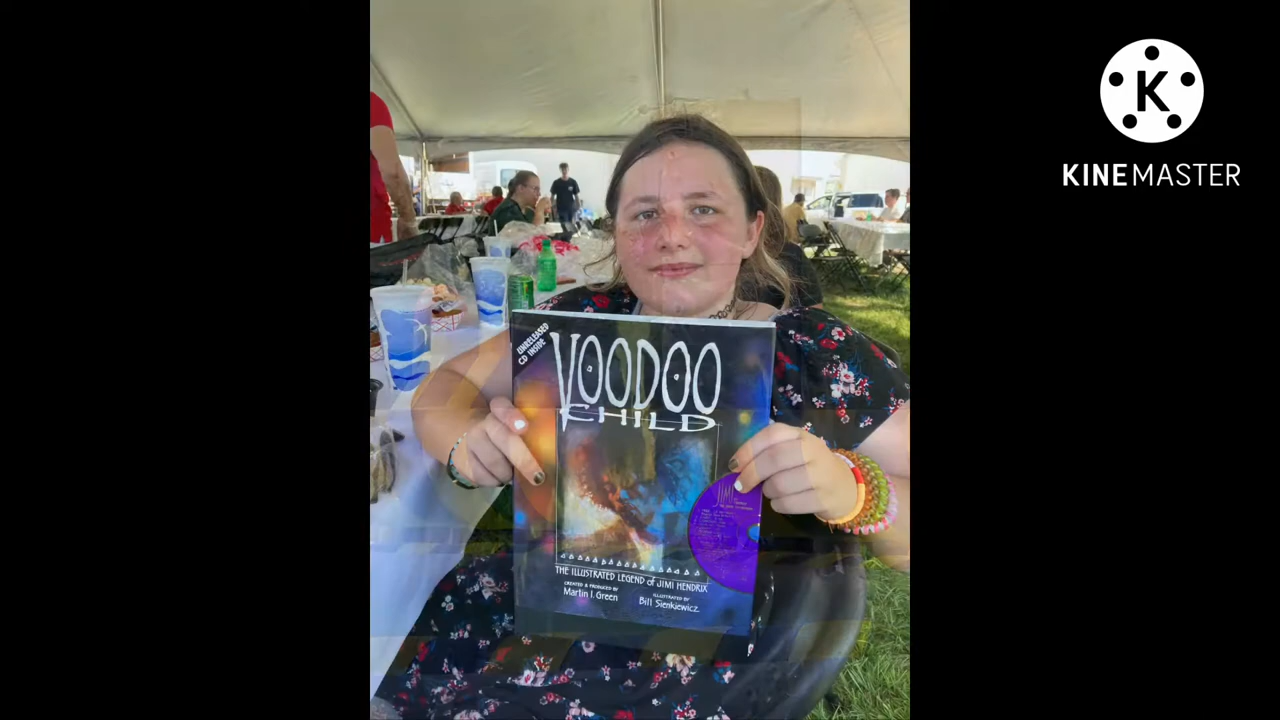 KINEMASTER
UNRELEASED
CD INSIDE
VOODOO
CHILD
JIMI
THE ILLUSTRATED LEGEND of JIMI HENDRIX
CREATED & PRODUCED BY
Martin I. Green
ILLUSTRATED BY
Bill Sienkiewicz